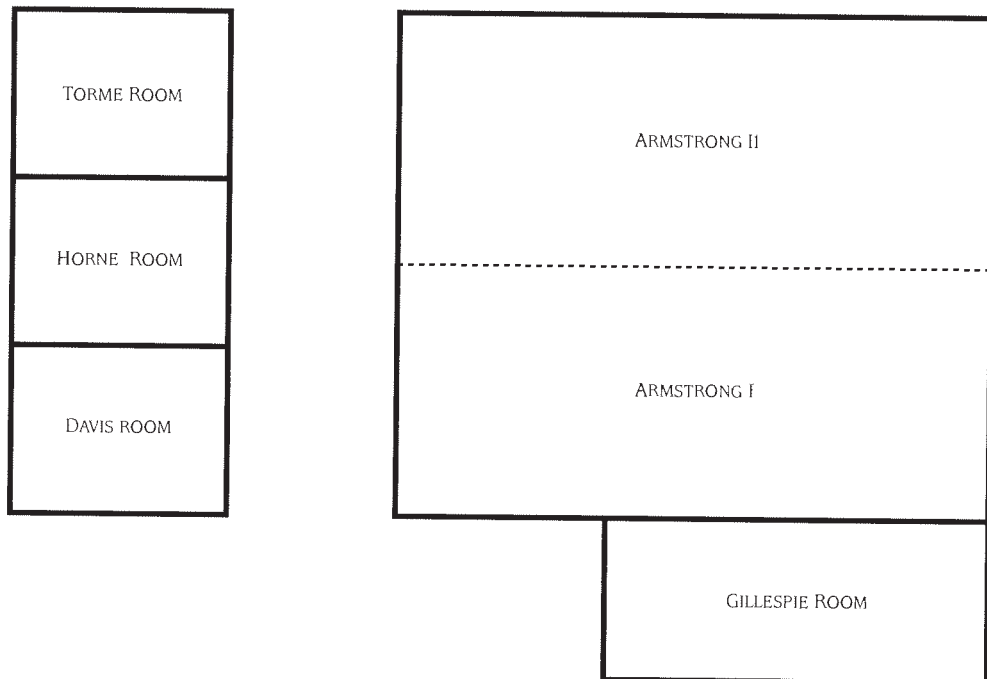 TORME ROOM
HORNE ROOM
DAVIS ROOM
ARMSTRONG II
ARMSTRONG I
GILLESPIE ROOM